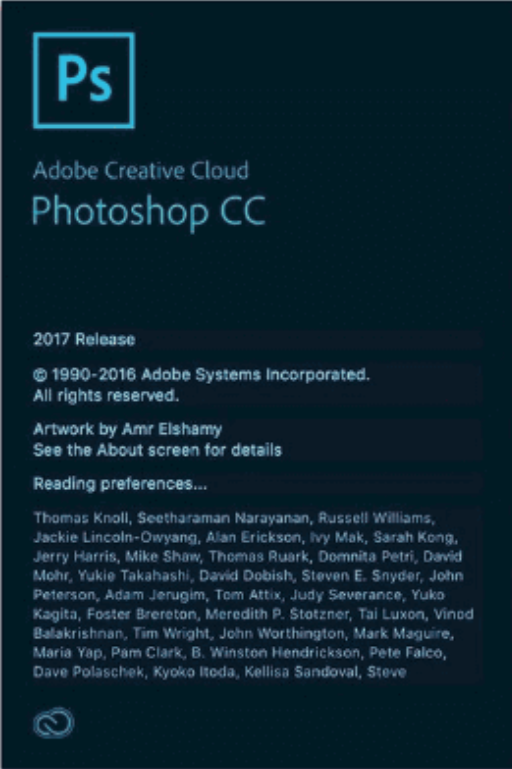 Ps
Adobe Creative Cloud
Photoshop CC
2017 Release
© 1990-2016 Adobe Systems Incorporated.
All rights reserved.
Artwork by Amr Elshamy
See the About screen for details
Reading preferences...
Thomas Knoll, Seetharaman Narayanan, Russell Williams,
Jackie Lincoln-Owyang, Alan Erickson, Ivy Mak, Sarah Kong,
Jerry Harris, Mike Shaw, Thomas Ruark, Domnita Petri, David
Mohr, Yukie Takahashi, David Dobish, Steven E. Snyder, John
Peterson, Adam Jerugim, Tom Attix, Judy Severance, Yuko
Kagita, Foster Brereton, Meredith P. Stotzner, Tai Luxon, Vinod
Balakrishnan, Tim Wright, John Worthington, Mark Maguire,
Maria Yap, Pam Clark, B. Winston Hendrickson, Pete Falco,
Dave Polaschek, Kyoko Itoda, Kellisa Sandoval, Steve